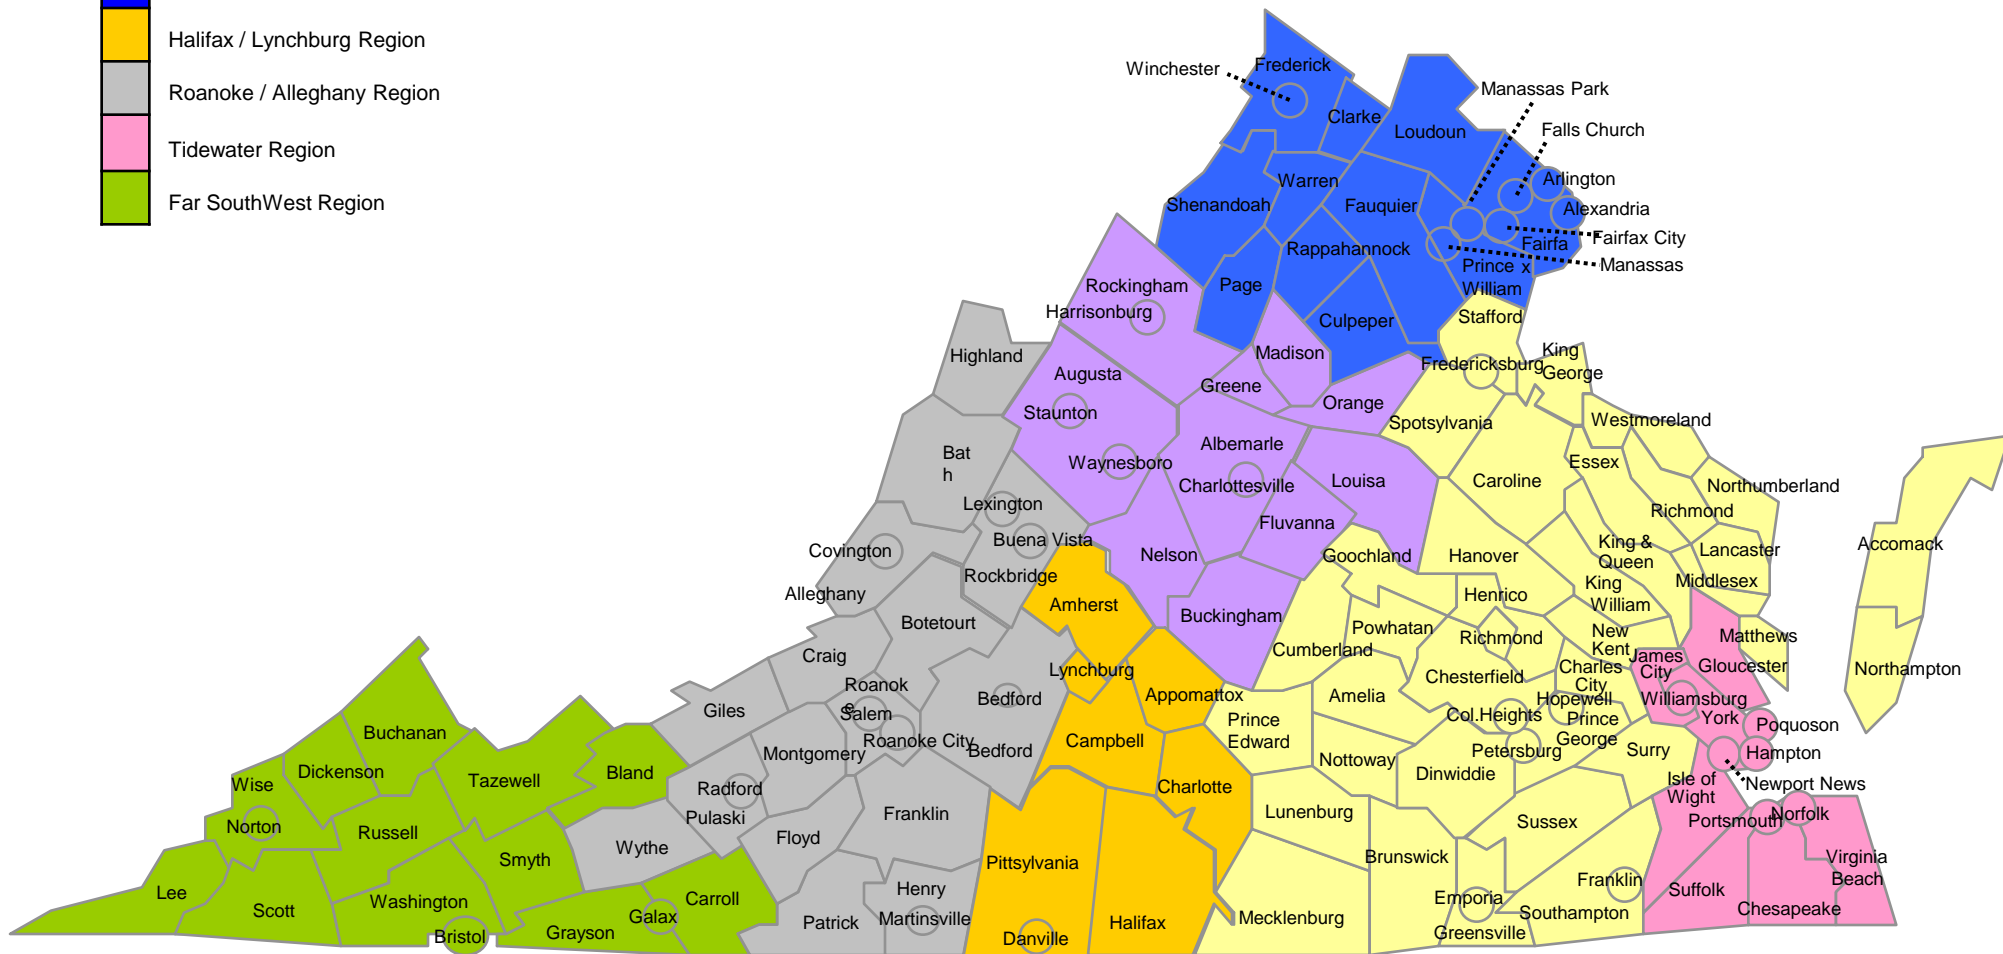 Halifax / Lynchburg Region
Roanoke / Alleghany Region
Tidewater Region
Far SouthWest Region
Winchester
Frederick
Clarke
Loudoun
Manassas Park
Falls Church
Arlington
Alexandria
Fairfax City
Manassas
Fairfa
x
Prince
William
Warren
Shenandoah
Fauquier
Rappahannock
Page
Culpeper
Rockingham
Harrisonburg
Madison
Greene
Orange
Augusta
Staunton
Waynesboro
Albemarle
Charlottesville
Louisa
Fluvanna
Nelson
Buckingham
Stafford
Fredericksburg
King
George
Spotsylvania
Westmoreland
Caroline
Essex
Northumberland
Richmond
Lancaster
King &
Queen
Middlesex
King
William
Hanover
Goochland
Henrico
Powhatan
Cumberland
Richmond
New
Kent
Charles
City
Chesterfield
Amelia
Hopewell
Col.Heights
Prince
George
Petersburg
Prince
Edward
Nottoway
Dinwiddie
Surry
Lunenburg
Sussex
Brunswick
Mecklenburg
Emporia
Greensville
Franklin
Southampton
Accomack
Northampton
Matthews
Gloucester
James
City
Williamsburg
York
Poquoson
Hampton
Newport News
Isle of
Wight
Portsmouth
Norfolk
Virginia
Beach
Suffolk
Chesapeake
Highland
Bat
h
Lexington
Buena Vista
Rockbridge
Covington
Alleghany
Botetourt
Craig
Roanok
e
Salem
Roanoke City
Bedford
Bedford
Giles
Montgomery
Radford
Pulaski
Floyd
Franklin
Wythe
Patrick
Henry
Martinsville
Amherst
Lynchburg
Appomattox
Campbell
Charlotte
Pittsylvania
Halifax
Danville
Buchanan
Dickenson
Wise
Norton
Tazewell
Bland
Russell
Smyth
Lee
Scott
Washington
Bristol
Grayson
Galax
Carroll